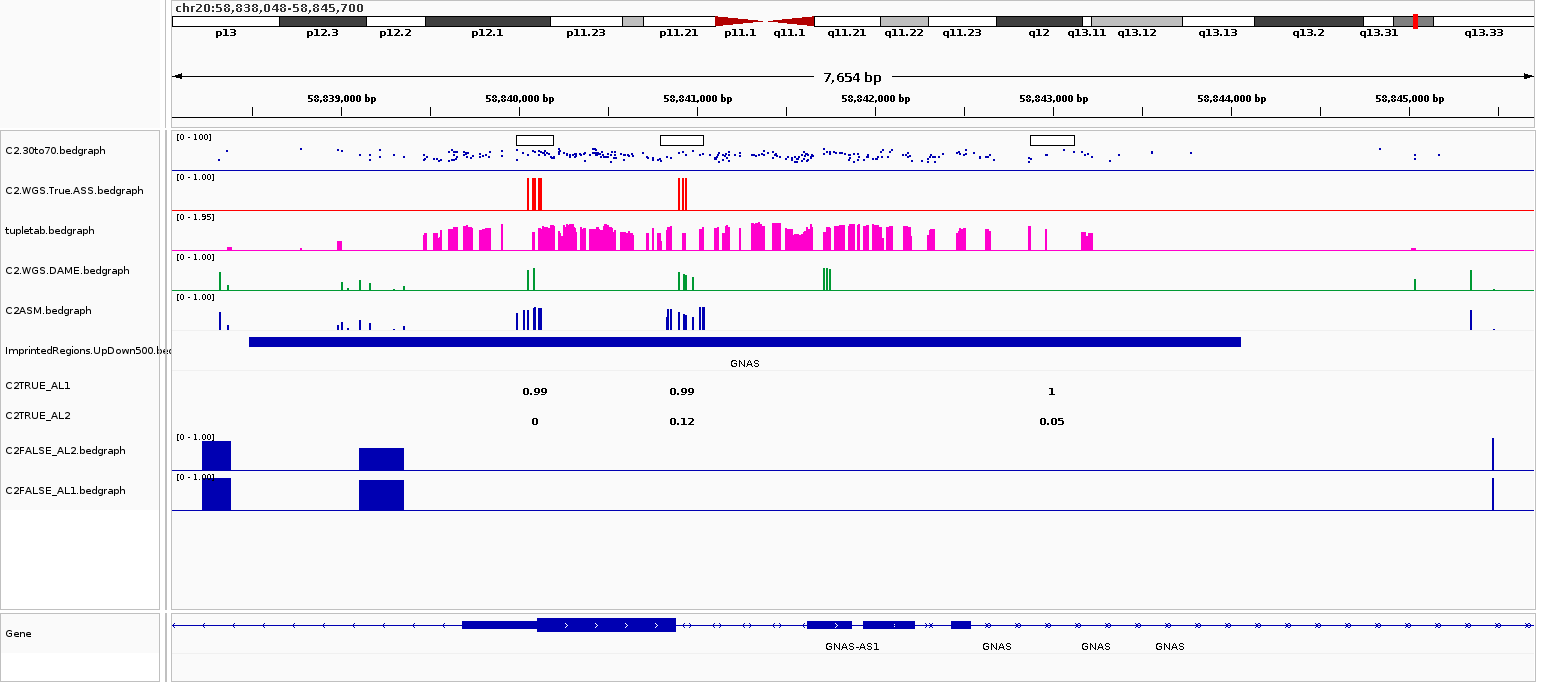 chr20:58,838,048-58,845,700
p13 p12.3 p12.2 p12.1 p11.23 p11.21 p11.1 q11.1 q11.21 q11.22 q11.23 q12 q13.11 q13.12 q13.13 q13.2 q13.31 q13.33
7,654 bp
58,839,000 bp 58,840,000 bp 58,841,000 bp 58,842,000 bp 58,843,000 bp 58,844,000 bp 58,845,000 bp
[0 - 100]
C2.30to70.bedgraph
[0 - 1.00]
C2.WGS.True.ASS.bedgraph
[0 - 1.95]
tupletab.bedgraph
[0 - 1.00]
C2.WGS.DAME.bedgraph
[0 - 1.00]
C2ASM.bedgraph
ImprintedRegions.UpDown500.bec
GNAS
C2TRUE_AL1 0.99 0.99 1
C2TRUE_AL2 0 0.12 0.05
[0 - 1.00]
C2FALSE_AL2.bedgraph
[0 - 1.00]
C2FALSE_AL1.bedgraph
Gene
GNAS-AS1 GNAS GNAS GNAS